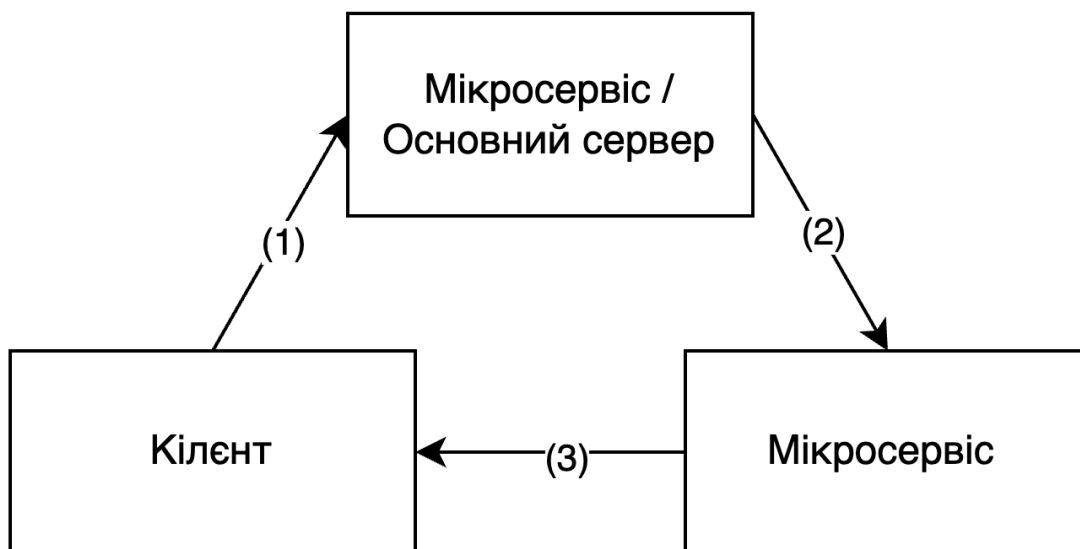 Мікросервіс /
Основний сервер
(1)
(2)
Кілєнт
(3)
Мікросервіс